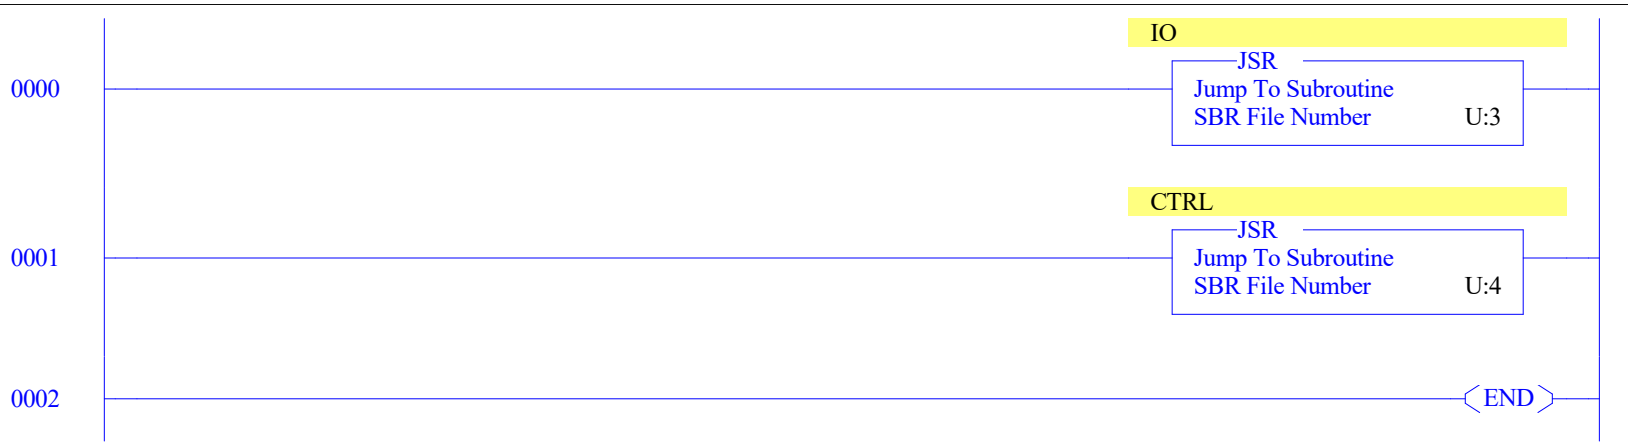 IO
JSR
0000
Jump To Subroutine
SBR File Number U:3
CTRL
JSR
0001
Jump To Subroutine
SBR File Number U:4
0002
END